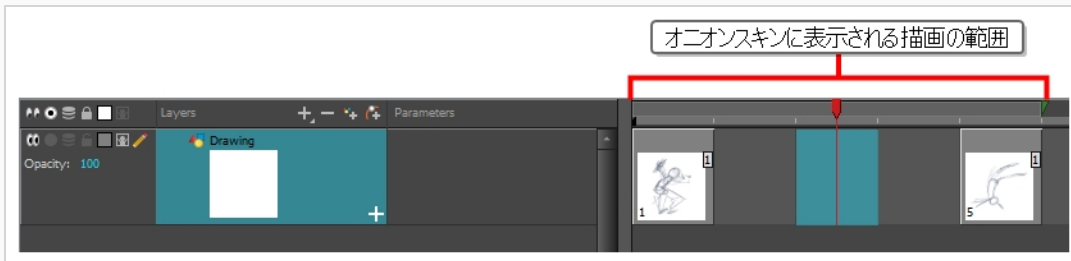 オニオンスキンに表示される描画の範囲
Layers
Parameters
Drawing
Opacity: 100
1
1
1
5